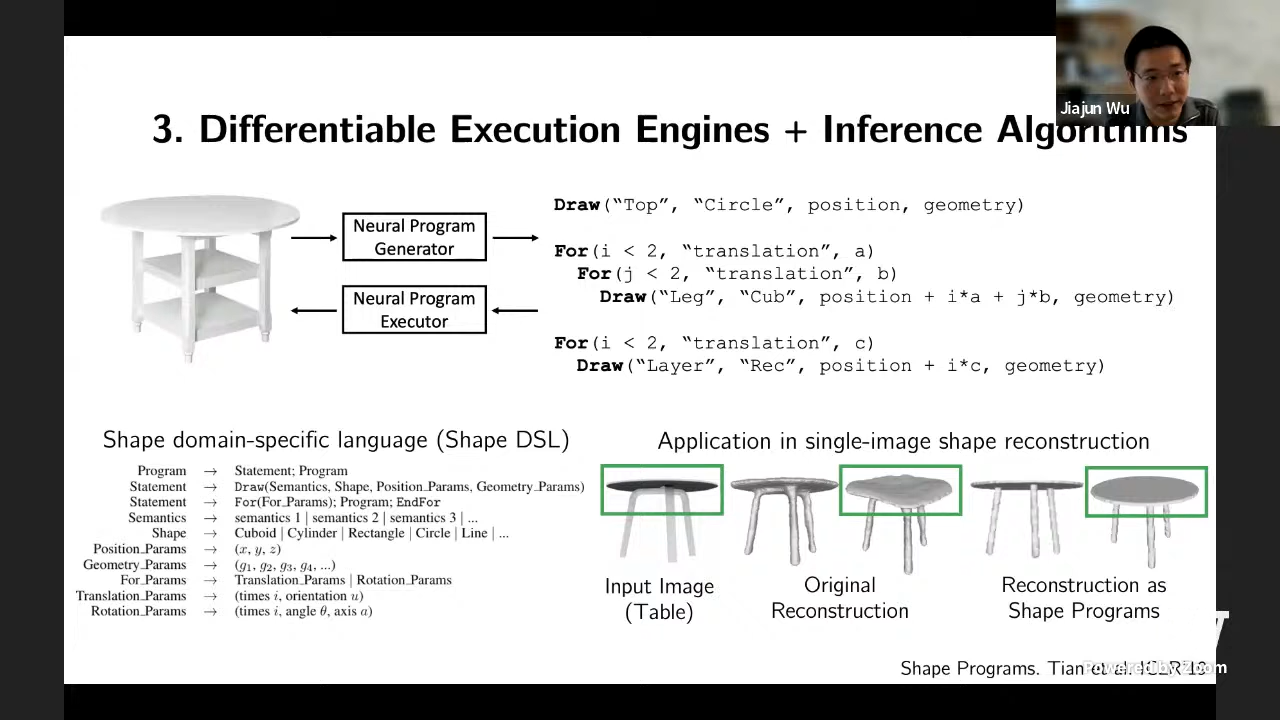 Jiajun Wu
3. Differentiable Execution Engines + Inference Algorithms
Neural Program
Generator
Neural Program
Executor
Draw(“Top”, “Circle”, position, geometry)
For(i < 2, “translation”, a)
For(j < 2, “translation”, b)
Draw(“Leg”, “Cub”, position + i*a + j*b, geometry)
For(i < 2, “translation”, c)
Draw(“Layer”, “Rec”, position + i*c, geometry)
Shape domain-specific language (Shape DSL)
Program → Statement; Program
Statement → Draw(Semantics, Shape, Position_Params, Geometry_Params)
Statement → For(For_Params); Program; EndFor
Semantics → semantics 1 | semantics 2 | semantics 3 | ...
Shape → Cuboid | Cylinder | Rectangle | Circle | Line | ...
Position_Params → (x, y, z)
Geometry_Params → (g₁, g₂, g₃, g₄, ...)
For_Params → Translation_Params | Rotation_Params
Translation_Params → (times i, orientation u)
Rotation_Params → (times i, angle θ, axis a)
Application in single-image shape reconstruction
Input Image
(Table)
Original
Reconstruction
Reconstruction as
Shape Programs
Shape Programs. Tian et al. ICLR 19
Powered by Zoom